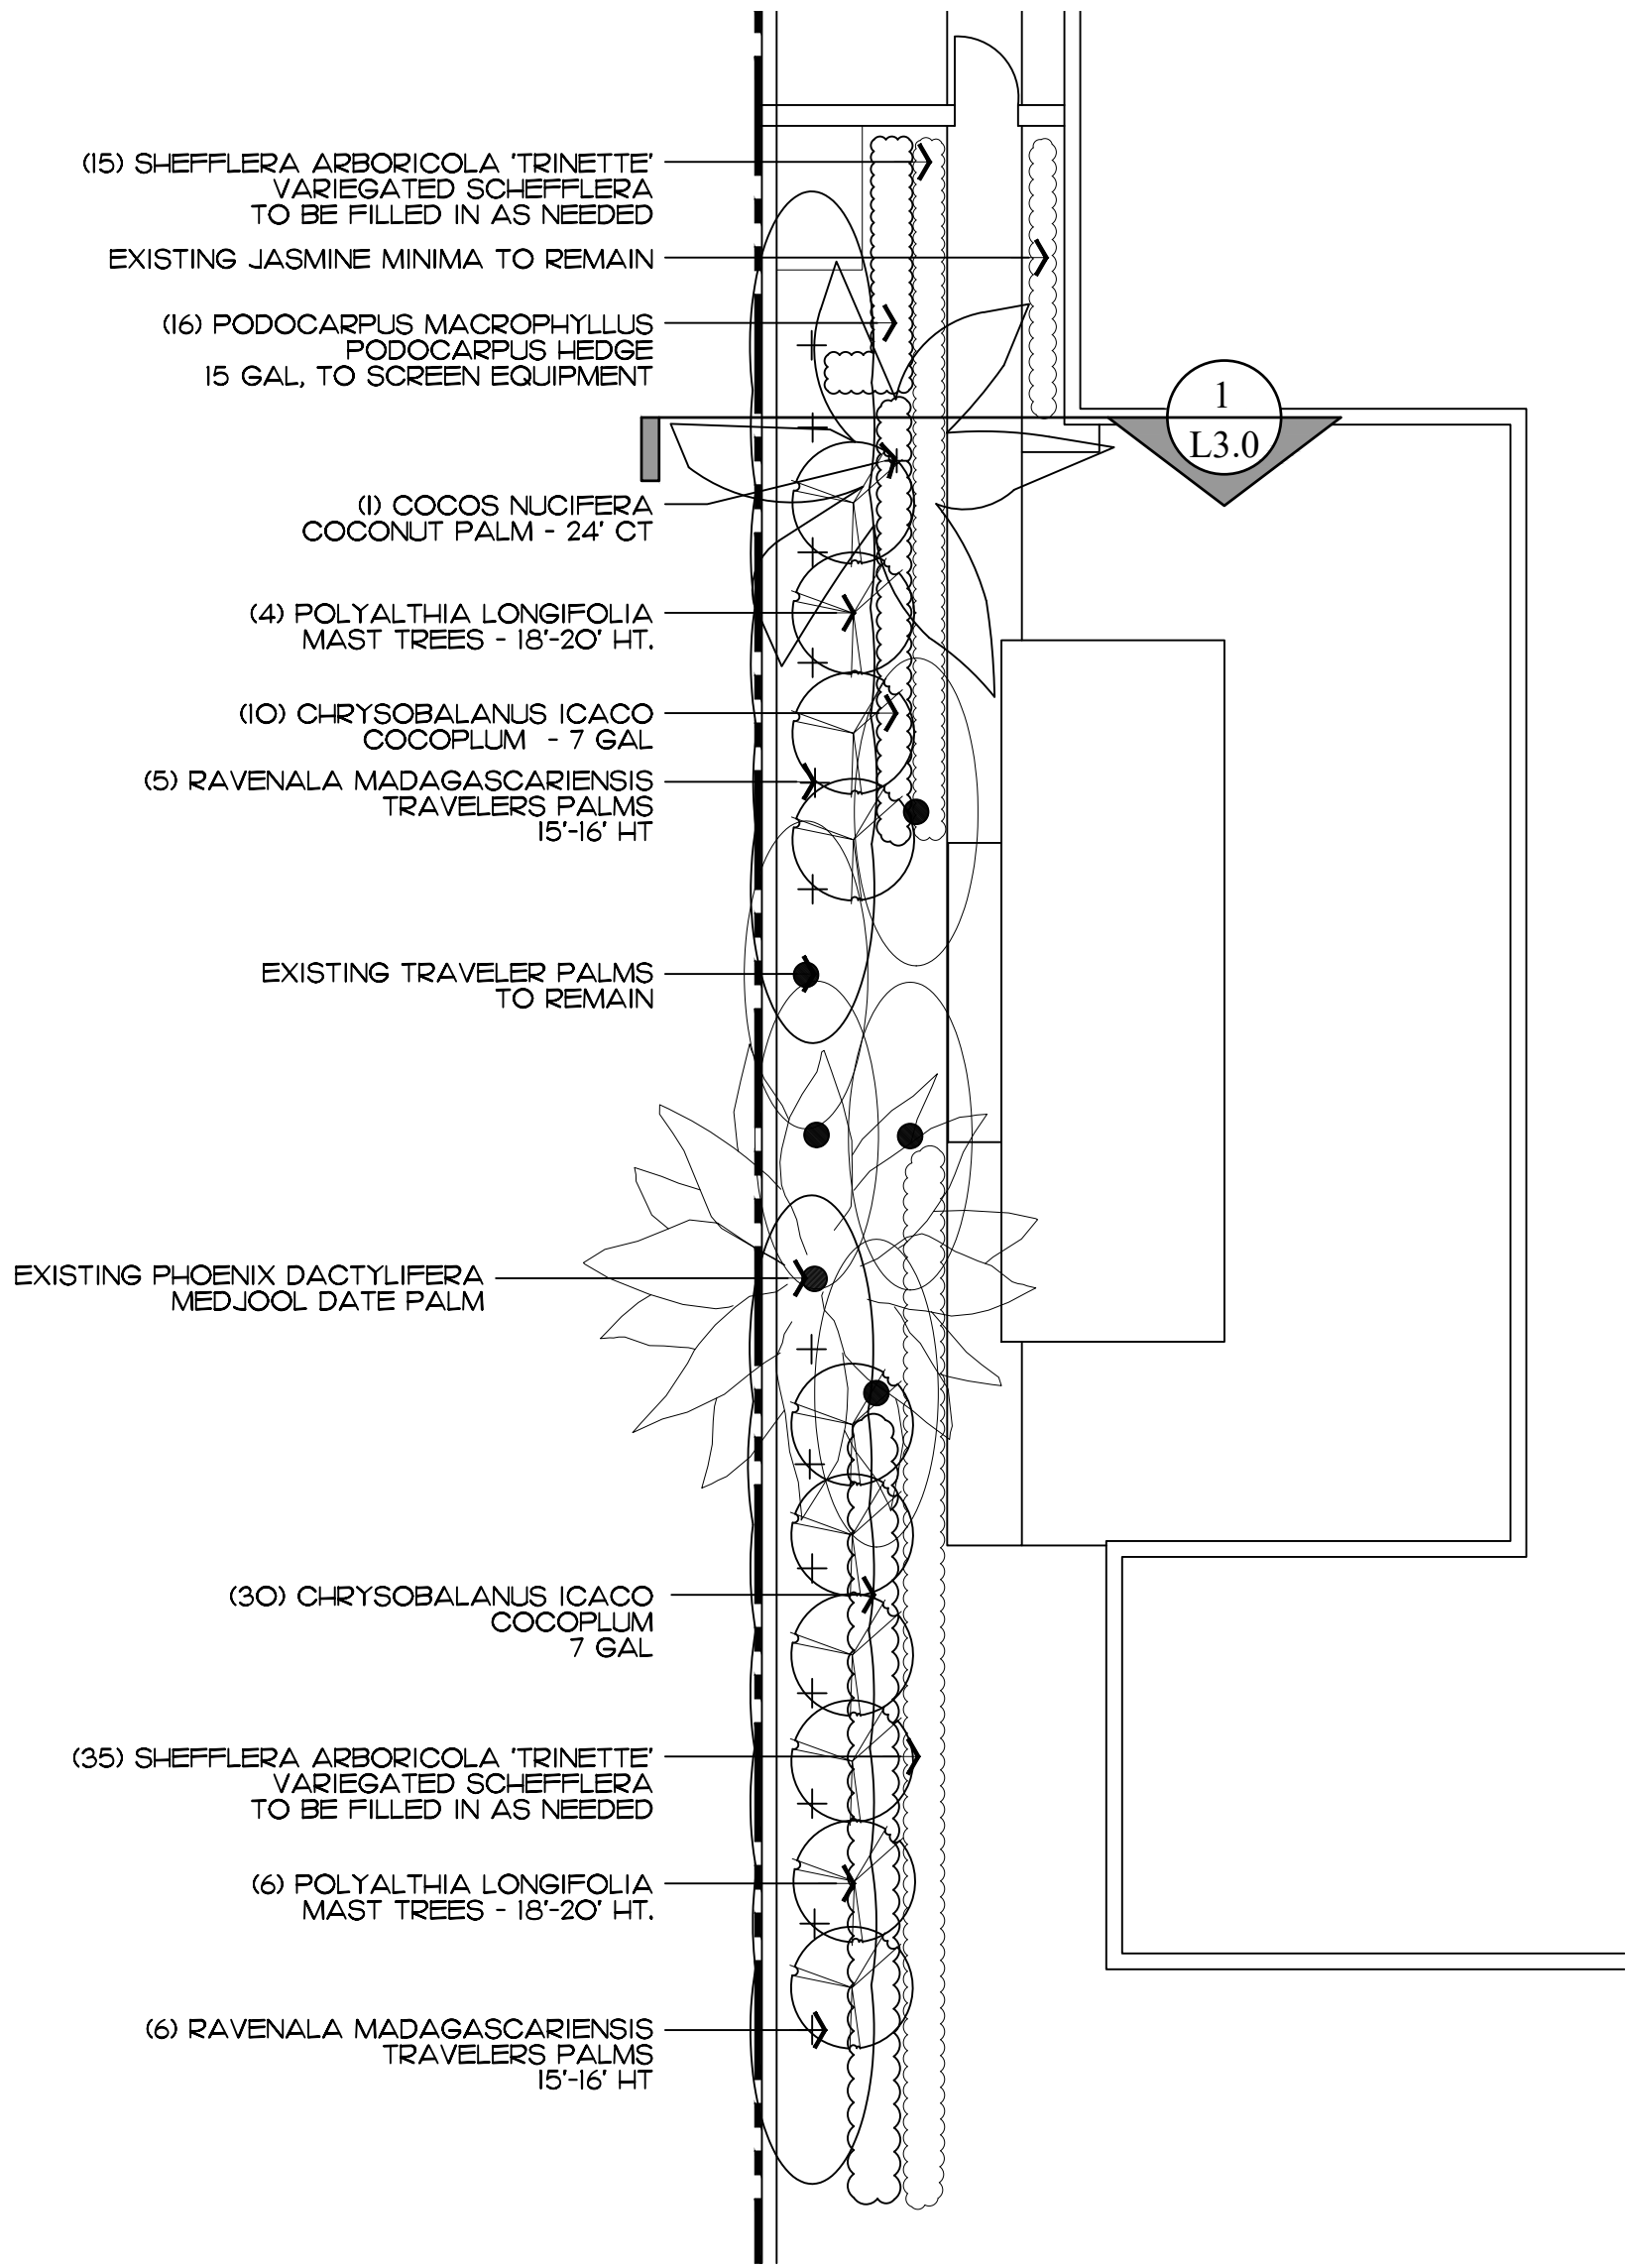 (15) SHEFFLERA ARBORICOLA 'TRINETTE'
VARIEGATED SCHEFFLERA
TO BE FILLED IN AS NEEDED
EXISTING JASMINE MINIMA TO REMAIN
(16) PODOCARPUS MACROPHYLLUS
PODOCARPUS HEDGE
15 GAL, TO SCREEN EQUIPMENT
1
L3.0
(1) COCOS NUCIFERA
COCONUT PALM - 24' CT
(4) POLYALTHIA LONGIFOLIA
MAST TREES - 18'-20' HT.
(10) CHRYSOBALANUS ICACO
COCOPLUM - 7 GAL
(5) RAVENALA MADAGASCARIENSIS
TRAVELERS PALMS
15'-16' HT
EXISTING TRAVELER PALMS
TO REMAIN
EXISTING PHOENIX DACTYLIFERA
MEDJOOL DATE PALM
(30) CHRYSOBALANUS ICACO
COCOPLUM
7 GAL
(35) SHEFFLERA ARBORICOLA 'TRINETTE'
VARIEGATED SCHEFFLERA
TO BE FILLED IN AS NEEDED
(6) POLYALTHIA LONGIFOLIA
MAST TREES - 18'-20' HT.
(6) RAVENALA MADAGASCARIENSIS
TRAVELERS PALMS
15'-16' HT